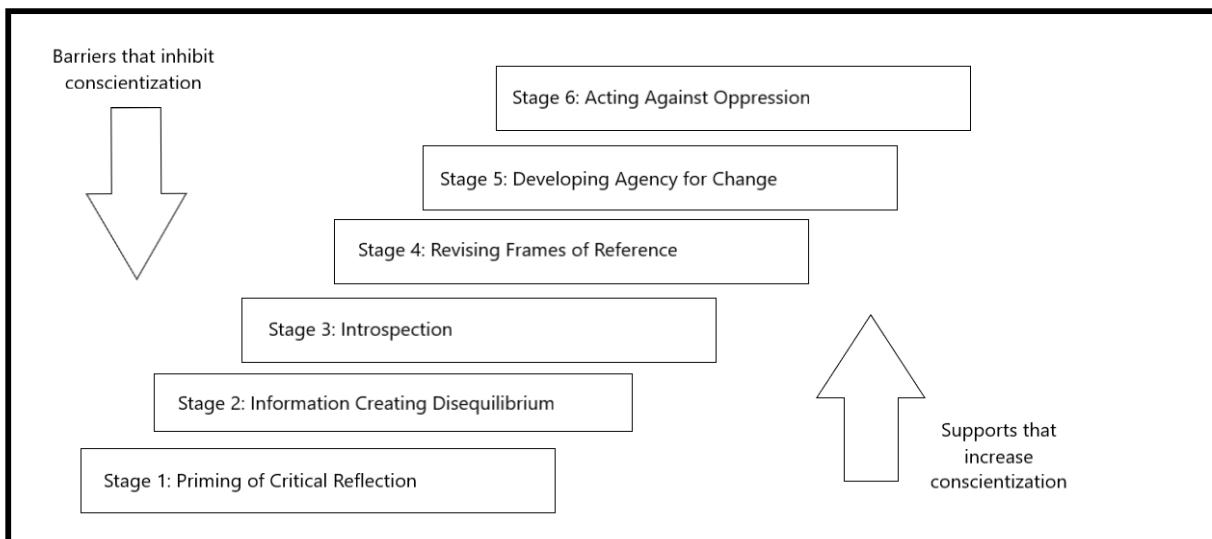 Barriers that inhibit
conscientization
Stage 6: Acting Against Oppression
Stage 5: Developing Agency for Change
Stage 4: Revising Frames of Reference
Stage 3: Introspection
Stage 2: Information Creating Disequilibrium
Stage 1: Priming of Critical Reflection
Supports that
increase
conscientization